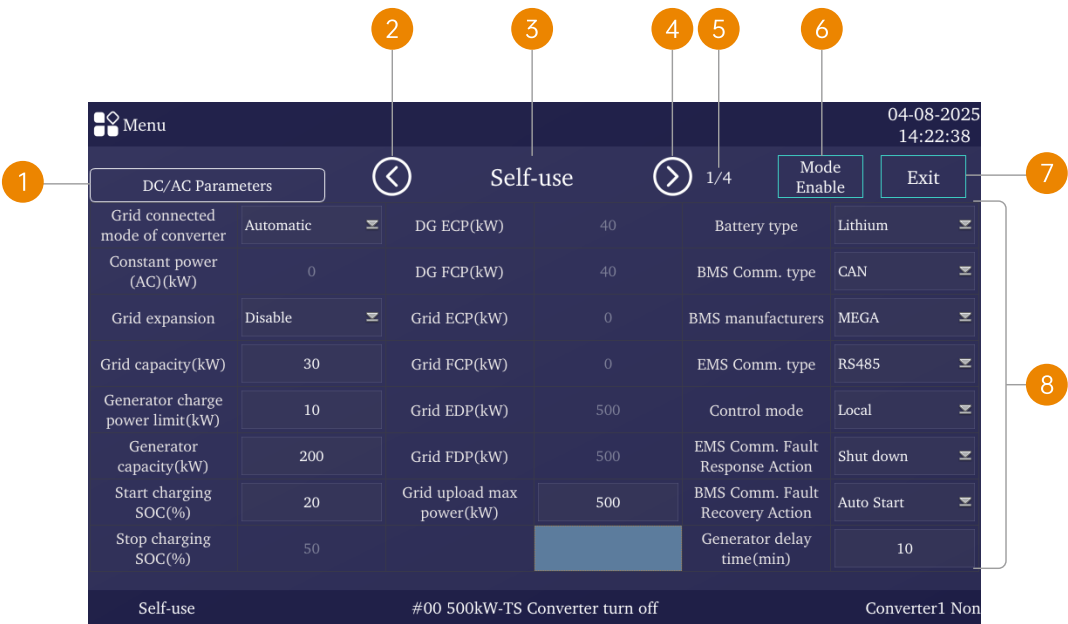 2
3
4
5
6
Menu
04-08-2025
14:22:38
1
DC/AC Parameters
Self-use
1/4
Mode
Enable
Exit
7
Grid connected
mode of converter
Automatic
DG ECP(kW)
40
Battery type
Lithium
Constant power
(AC)(kW)
0
DG FCP(kW)
40
BMS Comm. type
CAN
Grid expansion
Disable
Grid ECP(kW)
0
BMS manufacturers
MEGA
Grid capacity(kW)
30
Grid FCP(kW)
0
EMS Comm. type
RS485
8
Generator charge
power limit(kW)
10
Grid EDP(kW)
500
Control mode
Local
Generator
capacity(kW)
200
Grid FDP(kW)
500
EMS Comm. Fault
Response Action
Shut down
Start charging
SOC(%)
20
Grid upload max
power(kW)
500
BMS Comm. Fault
Recovery Action
Auto Start
Stop charging
SOC(%)
50
Generator delay
time(min)
10
Self-use
#00 500kW-TS Converter turn off
Converter1 Non